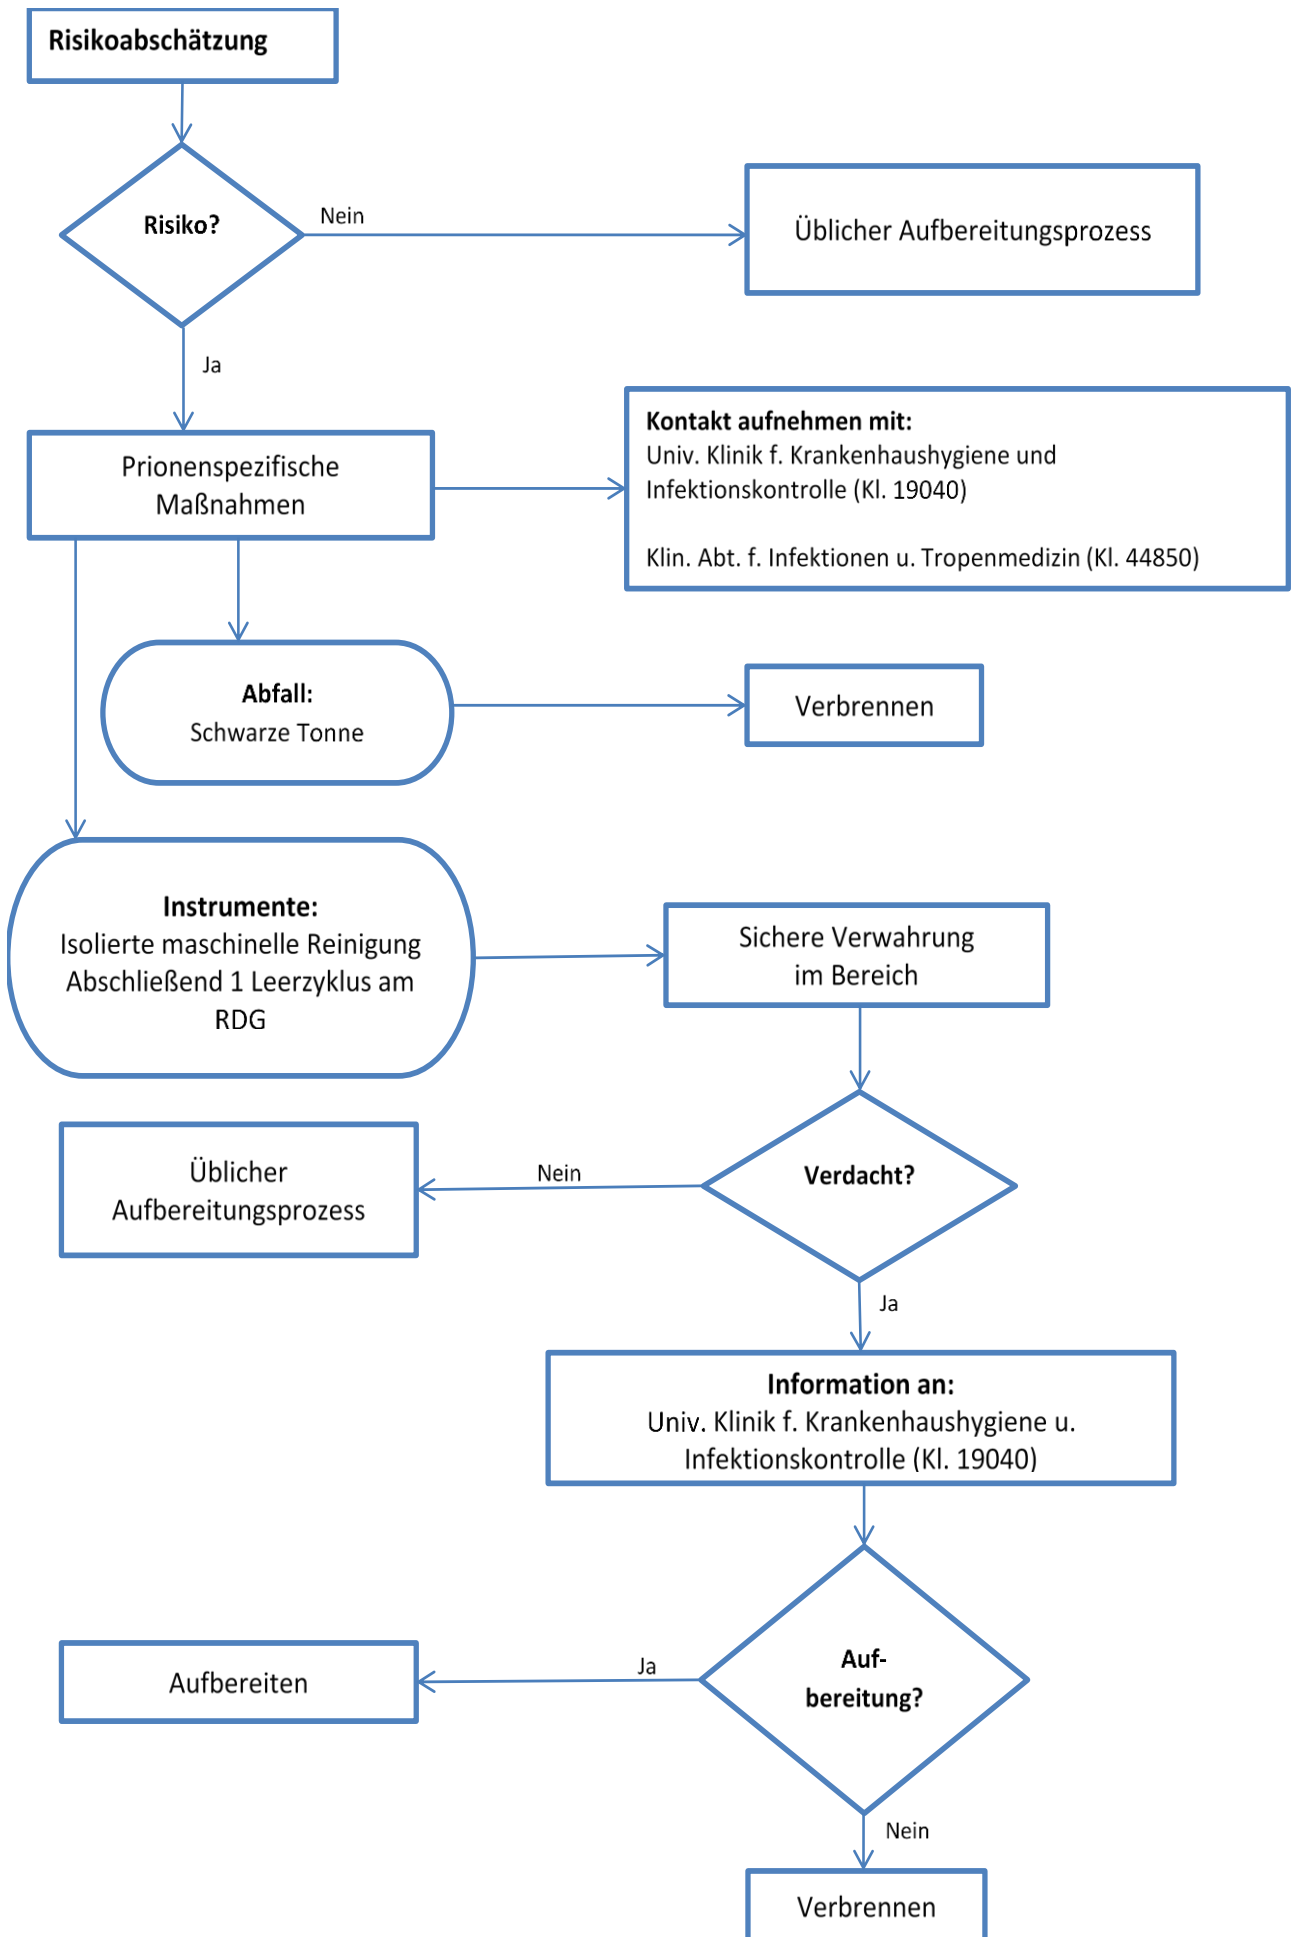 Risikoabschätzung
Risiko?
Nein
Üblicher Aufbereitungsprozess
Ja
Prionenspezifische
Maßnahmen
Kontakt aufnehmen mit:
Univ. Klinik f. Krankenhaushygiene und
Infektionskontrolle (Kl. 19040)
Klin. Abt. f. Infektionen u. Tropenmedizin (Kl. 44850)
Abfall:
Schwarze Tonne
Verbrennen
Instrumente:
Isolierte maschinelle Reinigung
Abschließend 1 Leerzyklus am
RDG
Sichere Verwahrung
im Bereich
Verdacht?
Nein
Üblicher
Aufbereitungsprozess
Ja
Information an:
Univ. Klinik f. Krankenhaushygiene u.
Infektionskontrolle (Kl. 19040)
Auf-
bereitung?
Ja
Aufbereiten
Nein
Verbrennen